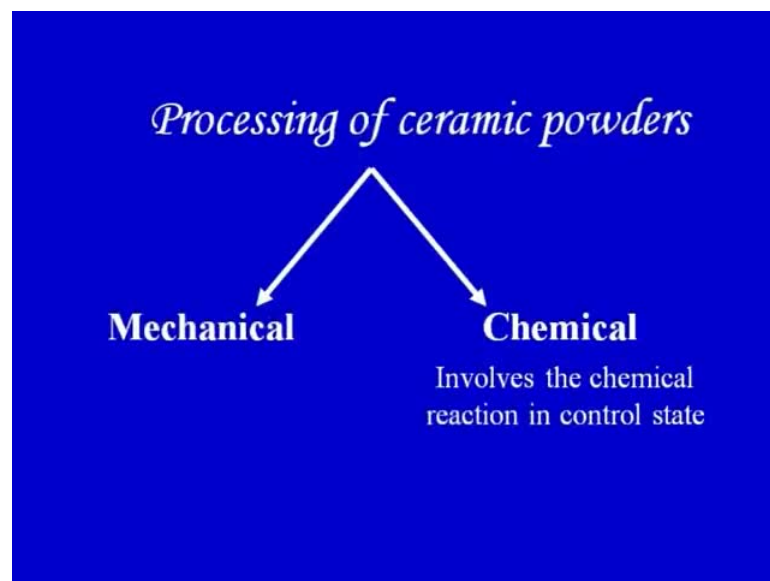 Processing of ceramic powders
Mechanical
Chemical
Involves the chemical
reaction in control state